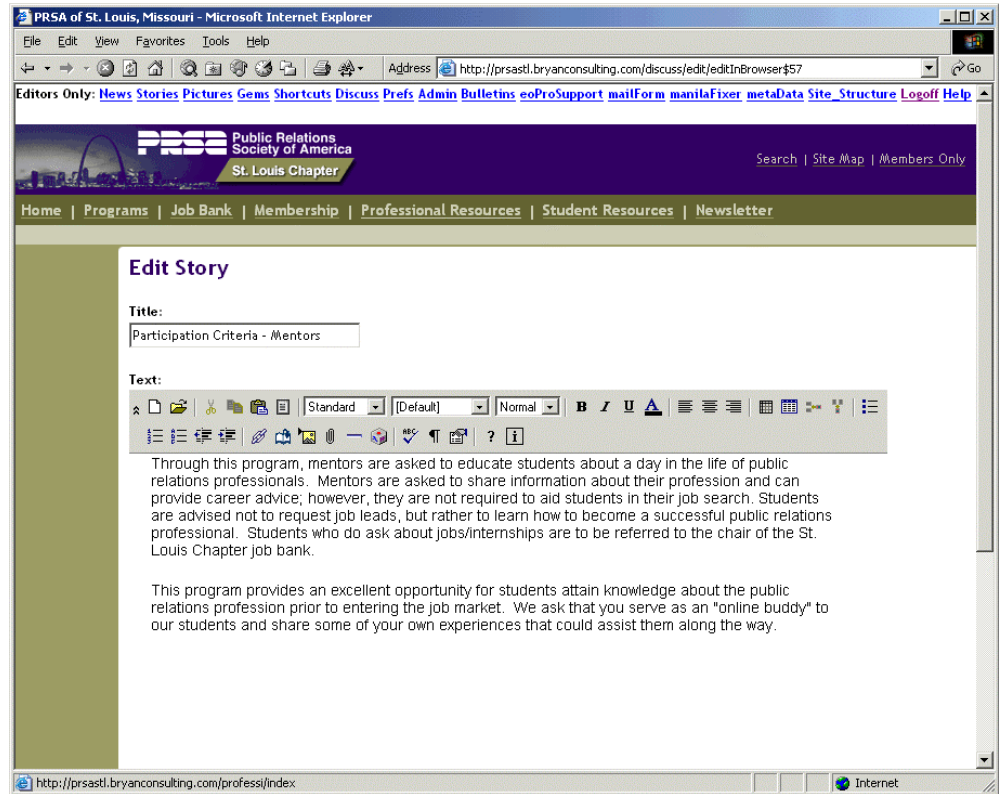 PRSA of St. Louis, Missouri - Microsoft Internet Explorer
File Edit View Favorites Tools Help
Address http://prsastl.bryanconsulting.com/discuss/edit/editInBrowser$57 Go
Editors Only: News Stories Pictures Gems Shortcuts Discuss Prefs Admin Bulletins eoProSupport mailForm manilaFixer metaData Site_Structure Logoff Help
PRSA Public Relations
Society of America
St. Louis Chapter
Search | Site Map | Members Only
Home | Programs | Job Bank | Membership | Professional Resources | Student Resources | Newsletter
Edit Story
Title:
Participation Criteria - Mentors
Text:
Standard [Default] Normal B I U A
ABC ¶ ? i
Through this program, mentors are asked to educate students about a day in the life of public
relations professionals.  Mentors are asked to share information about their profession and can
provide career advice; however, they are not required to aid students in their job search. Students
are advised not to request job leads, but rather to learn how to become a successful public relations
professional.  Students who do ask about jobs/internships are to be referred to the chair of the St.
Louis Chapter job bank.
This program provides an excellent opportunity for students attain knowledge about the public
relations profession prior to entering the job market.  We ask that you serve as an "online buddy" to
our students and share some of your own experiences that could assist them along the way.
http://prsastl.bryanconsulting.com/professi/index Internet